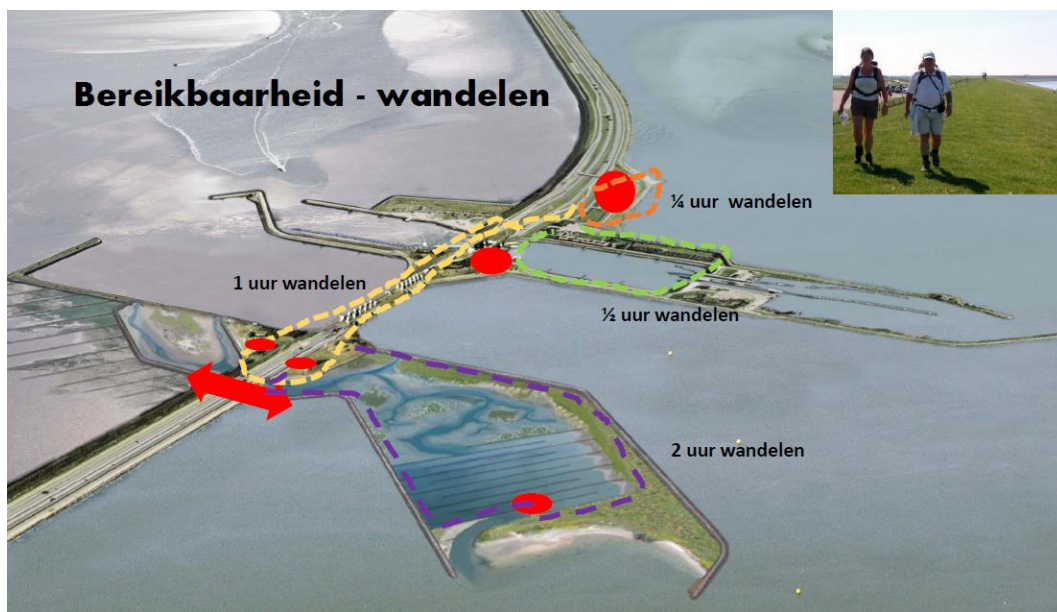 Bereikbaarheid - wandelen
¼ uur  wandelen
1 uur wandelen
½ uur wandelen
2 uur wandelen